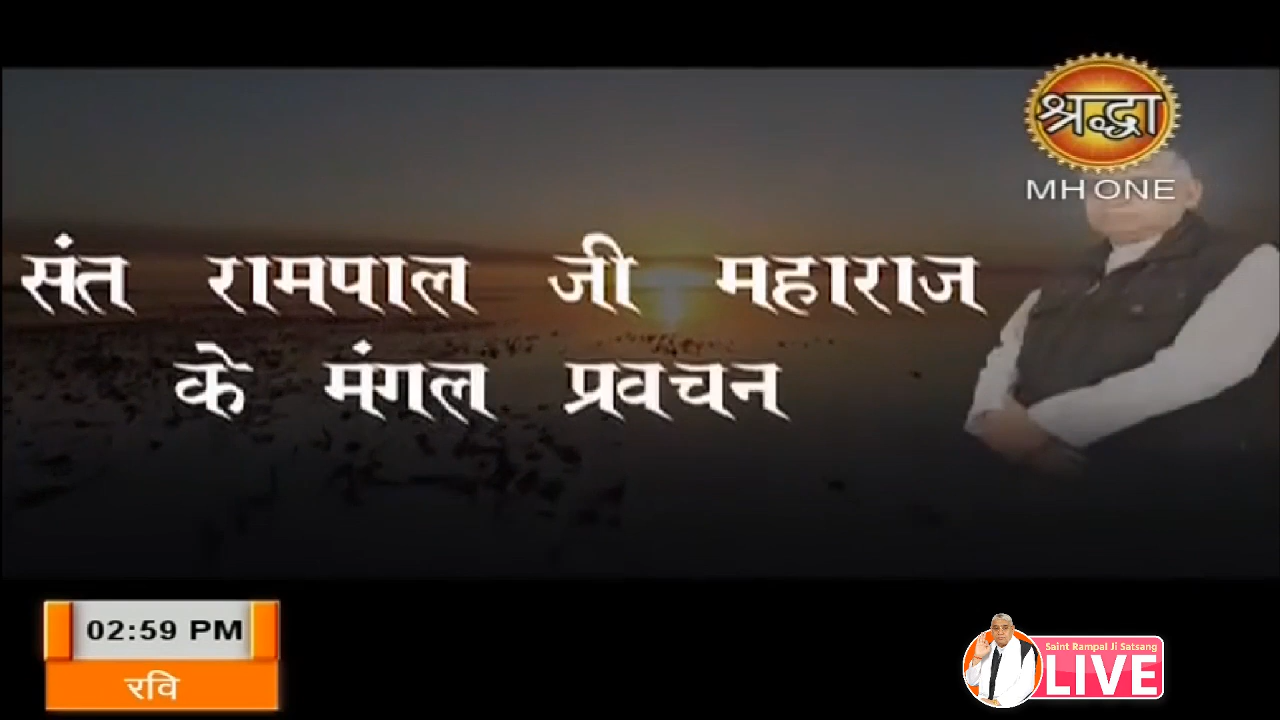 श्रद्धा
MH ONE
संत रामपाल जी महाराज
के मंगल प्रवचन
02:59 PM
रवि
Saint Rampal Ji Satsang
LIVE